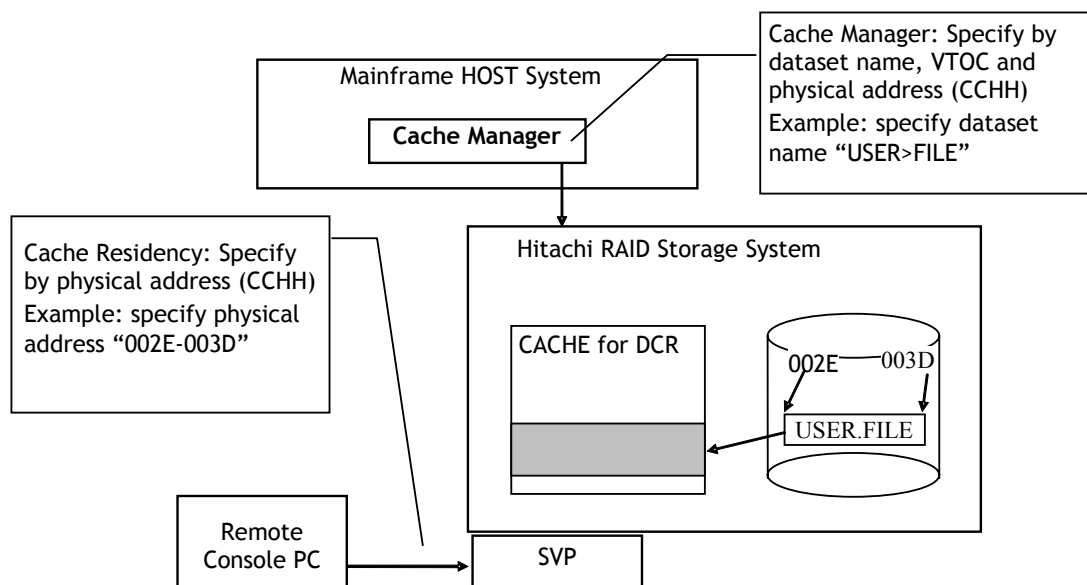 Cache Manager: Specify by
dataset name, VTOC and
physical address (CCHH)
Example: specify dataset
name “USER>FILE”
Mainframe HOST System
Cache Manager
Cache Residency: Specify
by physical address (CCHH)
Example: specify physical
address “002E-003D”
Hitachi RAID Storage System
CACHE for DCR
002E
003D
USER.FILE
Remote
Console PC
SVP